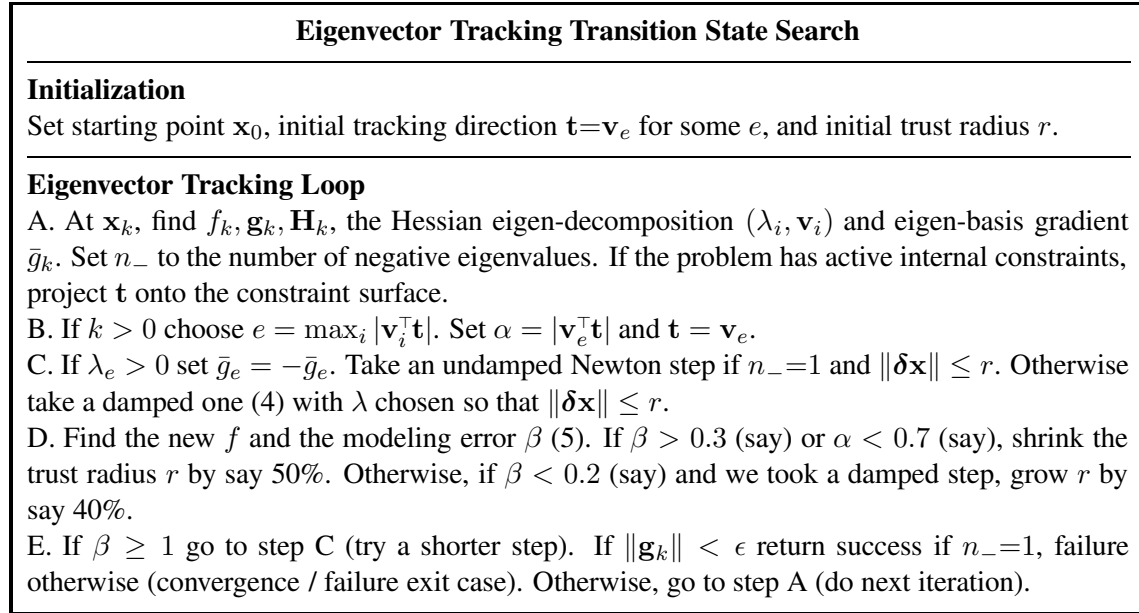 Eigenvector Tracking Transition State Search
Initialization
Set starting point x₀, initial tracking direction t=vₑ for some e, and initial trust radius r.
Eigenvector Tracking Loop
A. At xₖ, find fₖ, gₖ, Hₖ, the Hessian eigen-decomposition (λᵢ, vᵢ) and eigen-basis gradient
ḡₖ. Set n₋ to the number of negative eigenvalues. If the problem has active internal constraints,
project t onto the constraint surface.
B. If k > 0 choose e = maxᵢ |vᵢ⊤t|. Set α = |vₑ⊤t| and t = vₑ.
C. If λₑ > 0 set ḡₑ = −ḡₑ. Take an undamped Newton step if n₋=1 and ‖δx‖ ≤ r. Otherwise
take a damped one (4) with λ chosen so that ‖δx‖ ≤ r.
D. Find the new f and the modeling error β (5). If β > 0.3 (say) or α < 0.7 (say), shrink the
trust radius r by say 50%. Otherwise, if β < 0.2 (say) and we took a damped step, grow r by
say 40%.
E. If β ≥ 1 go to step C (try a shorter step). If ‖gₖ‖ < ϵ return success if n₋=1, failure
otherwise (convergence / failure exit case). Otherwise, go to step A (do next iteration).